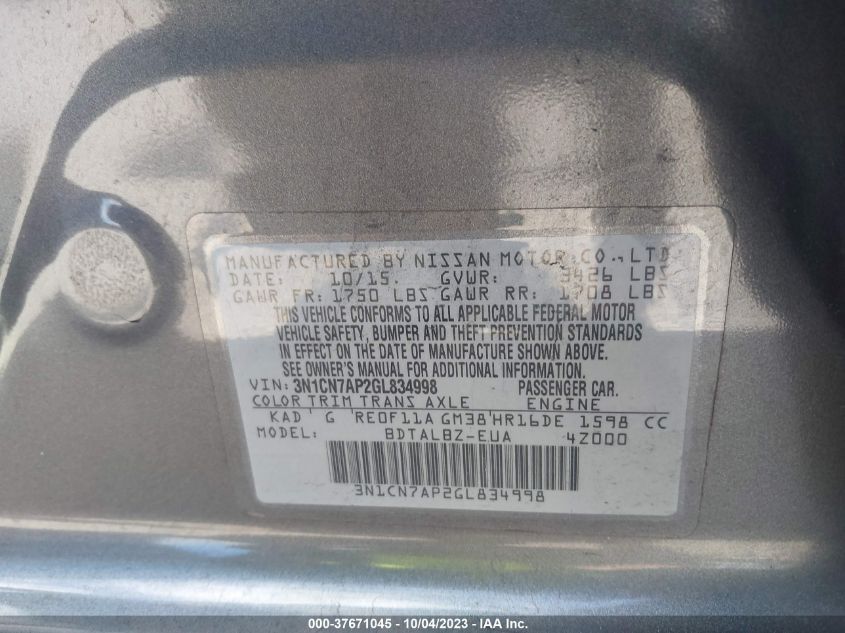 MANUFACTURED BY NISSAN MOTOR CO., LTD.
DATE: 10/15. GVWR: 3426 LBS
GAWR FR: 1750 LBS GAWR RR: 1708 LBS
THIS VEHICLE CONFORMS TO ALL APPLICABLE FEDERAL MOTOR
VEHICLE SAFETY, BUMPER AND THEFT PREVENTION STANDARDS
IN EFFECT ON THE DATE OF MANUFACTURE SHOWN ABOVE.
SEE OWNER'S MANUAL FOR ADDITIONAL INFORMATION.
VIN: 3N1CN7AP2GL834998 PASSENGER CAR.
COLOR TRIM TRANS AXLE ENGINE
KAD ' G 'RE0F11A GM38'HR16DE 1598 CC
MODEL: BDTALBZ-EUA 4Z000
3N1CN7AP2GL834998
000-37671045 - 10/04/2023 - IAA Inc.